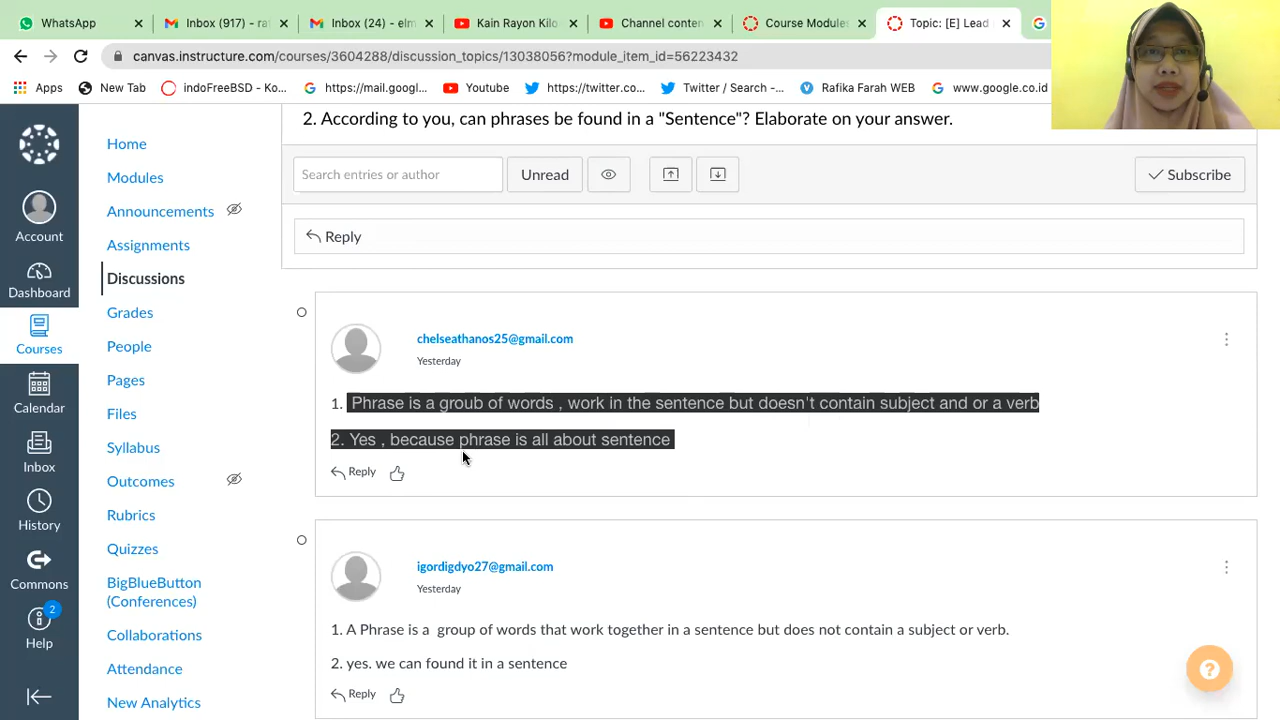 WhatsApp
Inbox (917) - ra
Inbox (24) - elm
Kain Rayon Kilo
Channel conten
Course Modules
Topic: [E] Lead
canvas.instructure.com/courses/3604288/discussion_topics/13038056?module_item_id=56223432
Apps
New Tab
indoFreeBSD - Ko...
https://mail.googl...
Youtube
https://twitter.co...
Twitter / Search -...
Rafika Farah WEB
www.google.co.id
Account
Dashboard
Courses
Calendar
Inbox
History
Commons
2
Help
Home
Modules
Announcements
Assignments
Discussions
Grades
People
Pages
Files
Syllabus
Outcomes
Rubrics
Quizzes
BigBlueButton
(Conferences)
Collaborations
Attendance
New Analytics
2. According to you, can phrases be found in a "Sentence"? Elaborate on your answer.
Search entries or author
Unread
Subscribe
Reply
chelseathanos25@gmail.com
Yesterday
1. Phrase is a groub of words , work in the sentence but doesn't contain subject and or a verb
2. Yes , because phrase is all about sentence
Reply
igordigdyo27@gmail.com
Yesterday
1. A Phrase is a group of words that work together in a sentence but does not contain a subject or verb.
2. yes. we can found it in a sentence
Reply